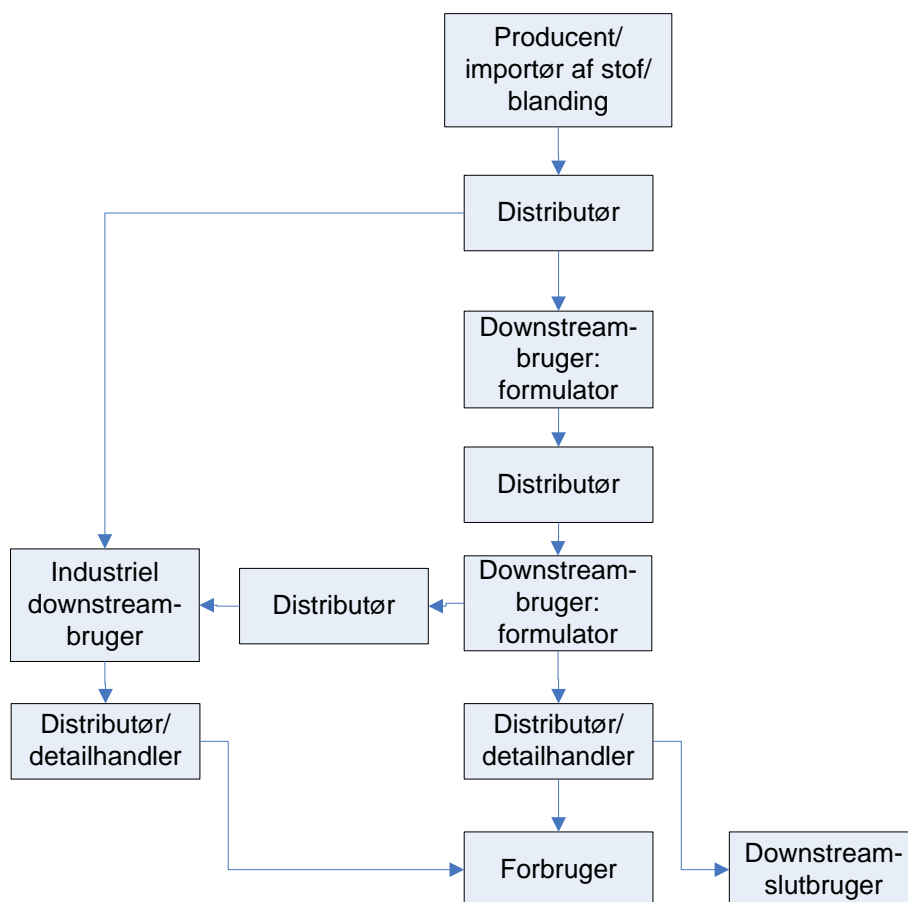 Producent/
importør af stof/
blanding
Distributør
Downstream-
bruger:
formulator
Distributør
Industriel
downstream-
bruger
Distributør
Downstream-
bruger:
formulator
Distributør/
detailhandler
Distributør/
detailhandler
Forbruger
Downstream-
slutbruger